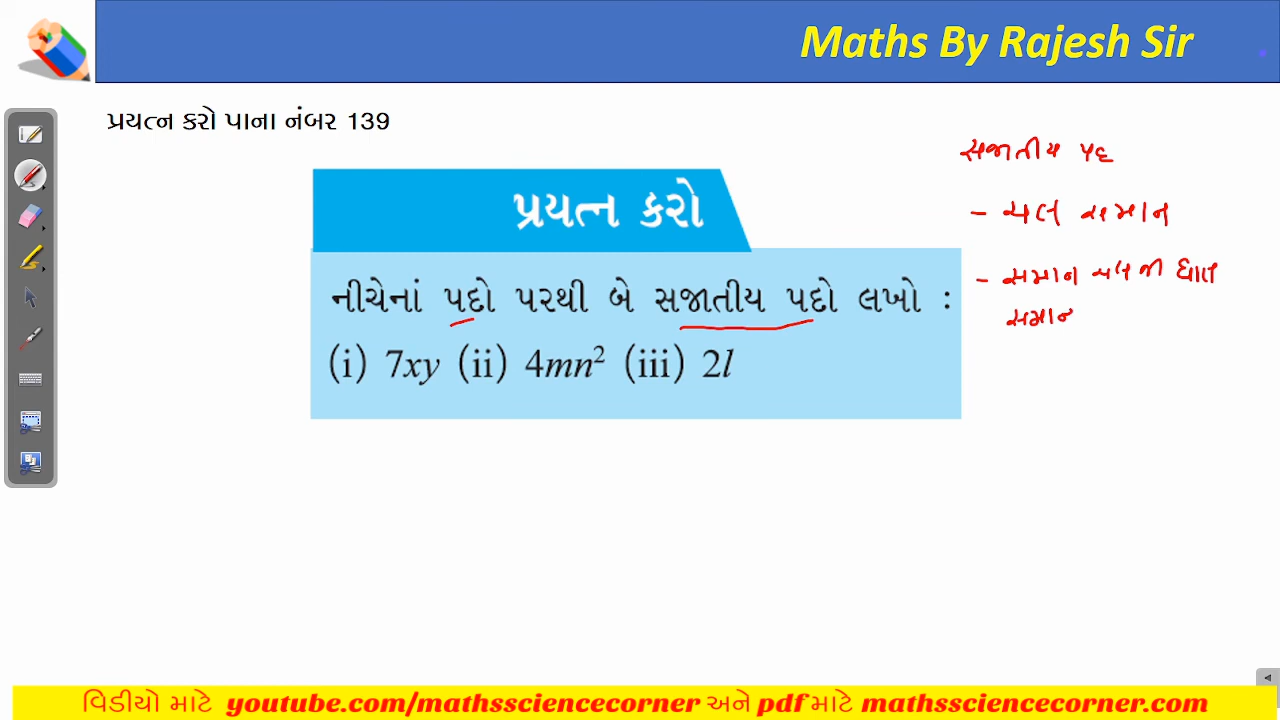 Maths By Rajesh Sir
પ્રયત્ન કરો પાના નંબર 139
સજાતીય પદ
- ચલ સમાન
- સમાન ચલની ઘાત
સમાન
પ્રયત્ન કરો
નીચેનાં પદો પરથી બે સજાતીય પદો લખો :
(i) 7xy (ii) 4mn² (iii) 2l
વિડીયો માટે youtube.com/mathssciencecorner અને pdf માટે mathssciencecorner.com